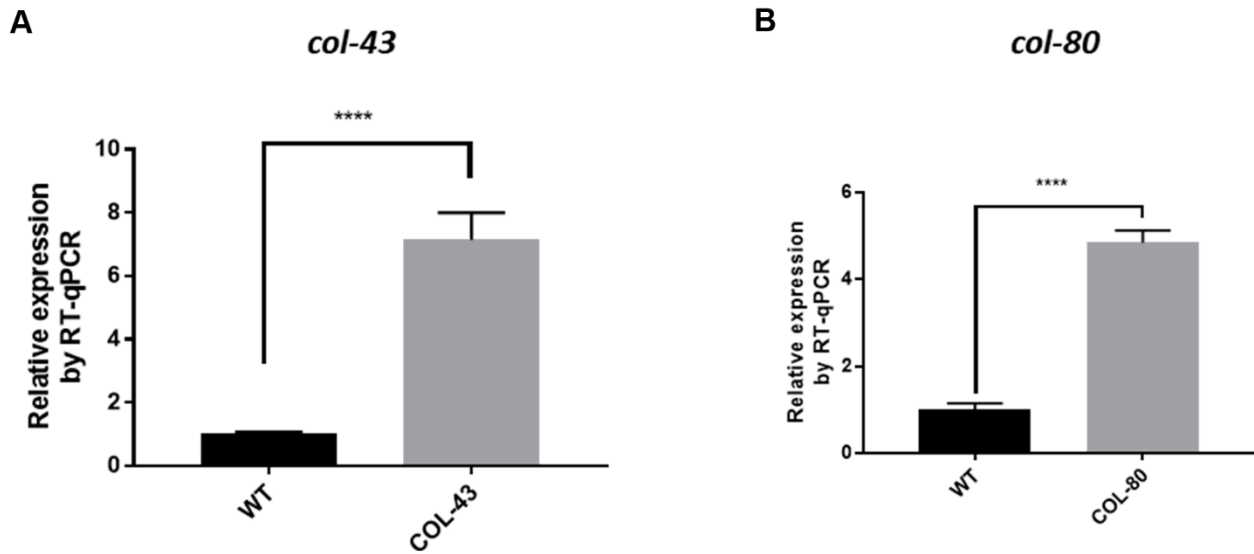 A
col-43
****
10
8
6
4
2
0
Relative expression
by RT-qPCR
WT
COL-43
B
col-80
****
6
4
2
0
Relative expression
by RT-qPCR
WT
COL-80